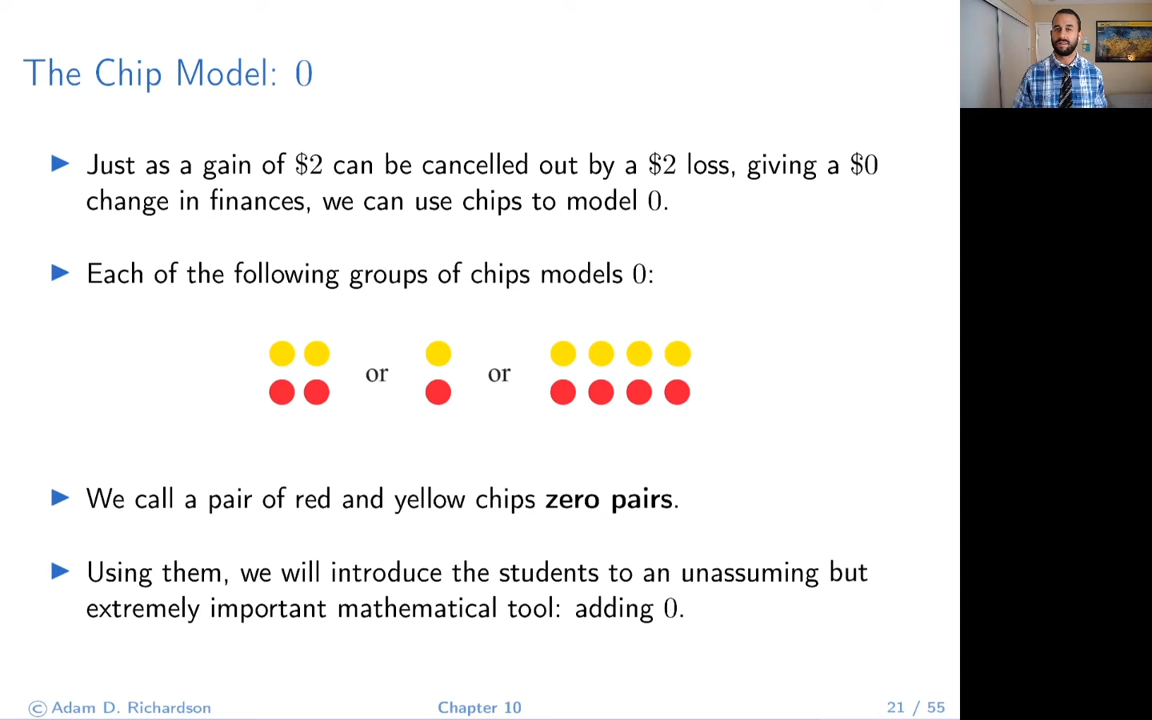 The Chip Model: 0
▶ Just as a gain of $2 can be cancelled out by a $2 loss, giving a $0
change in finances, we can use chips to model 0.
▶ Each of the following groups of chips models 0:
or or
▶ We call a pair of red and yellow chips zero pairs.
▶ Using them, we will introduce the students to an unassuming but
extremely important mathematical tool: adding 0.
© Adam D. Richardson Chapter 10 21 / 55